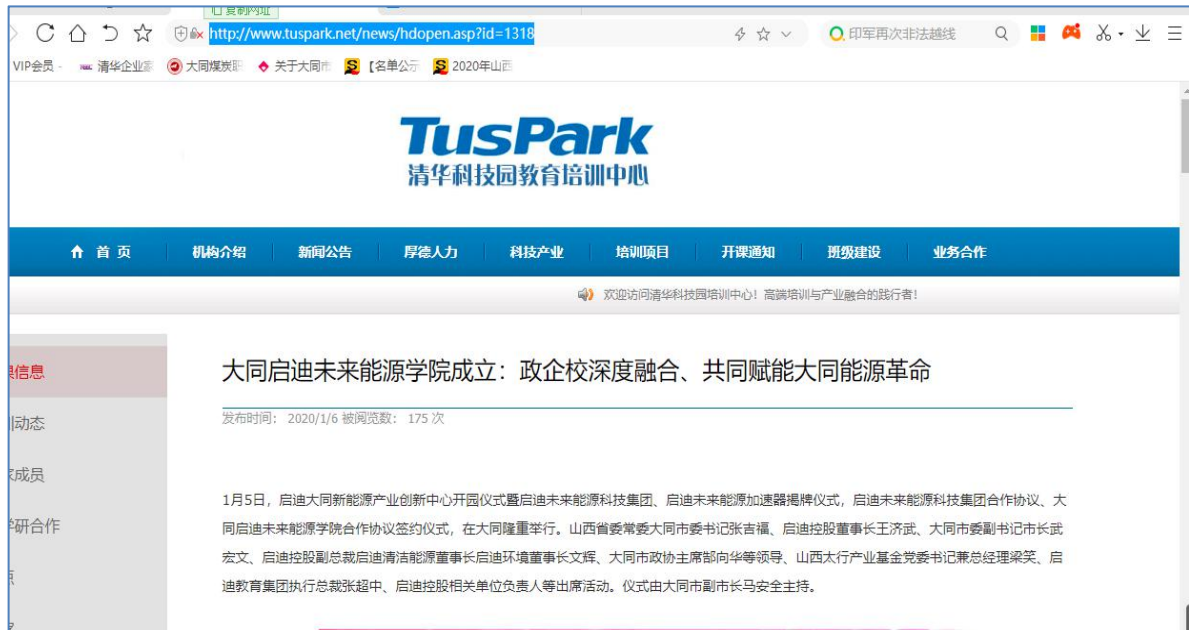 复制网址
http://www.tuspark.net/news/hdopen.asp?id=1318
印军再次非法越线
VIP会员 - 清华企业家 大同煤炭职 关于大同市 【名单公示 2020年山西
TusPark
清华科技园教育培训中心
首 页 机构介绍 新闻公告 厚德人力 科技产业 培训项目 开课通知 班级建设 业务合作
欢迎访问清华科技园培训中心！高端培训与产业融合的践行者！
信息
大同启迪未来能源学院成立：政企校深度融合、共同赋能大同能源革命
动态
发布时间： 2020/1/6 被阅览数： 175 次
成员
1月5日，启迪大同新能源产业创新中心开园仪式暨启迪未来能源科技集团、启迪未来能源加速器揭牌仪式，启迪未来能源科技集团合作协议、大
研合作
同启迪未来能源学院合作协议签约仪式，在大同隆重举行。山西省委常委大同市委书记张吉福、启迪控股董事长王济武、大同市委副书记市长武
宏文、启迪控股副总裁启迪清洁能源董事长启迪环境董事长文辉、大同市政协主席郜向华等领导、山西太行产业基金党委书记兼总经理梁笑、启
迪教育集团执行总裁张超中、启迪控股相关单位负责人等出席活动。仪式由大同市副市长马安全主持。